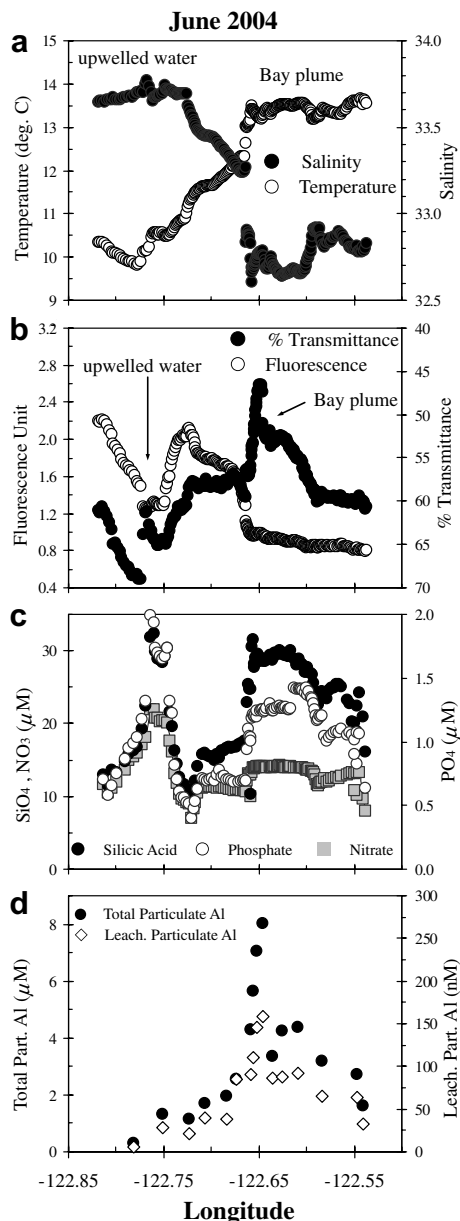 June 2004
a
upwelled water
Bay plume
Salinity
Temperature
Temperature (deg. C)
15
14
13
12
11
10
9
Salinity
34.0
33.5
33.0
32.5
b
% Transmittance
Fluorescence
upwelled water
Bay plume
Fluorescence Unit
3.2
2.8
2.4
2.0
1.6
1.2
0.8
0.4
% Transmittance
40
45
50
55
60
65
70
c
SiO4 , NO3 (μM)
30
20
10
0
PO4 (μM)
2.0
1.5
1.0
0.5
0.0
Silicic Acid
Phosphate
Nitrate
d
Total Particulate Al
Leach. Particulate Al
Total Part. Al (μM)
8
6
4
2
0
Leach. Part. Al (nM)
300
250
200
150
100
50
0
-122.85
-122.75
-122.65
-122.55
Longitude